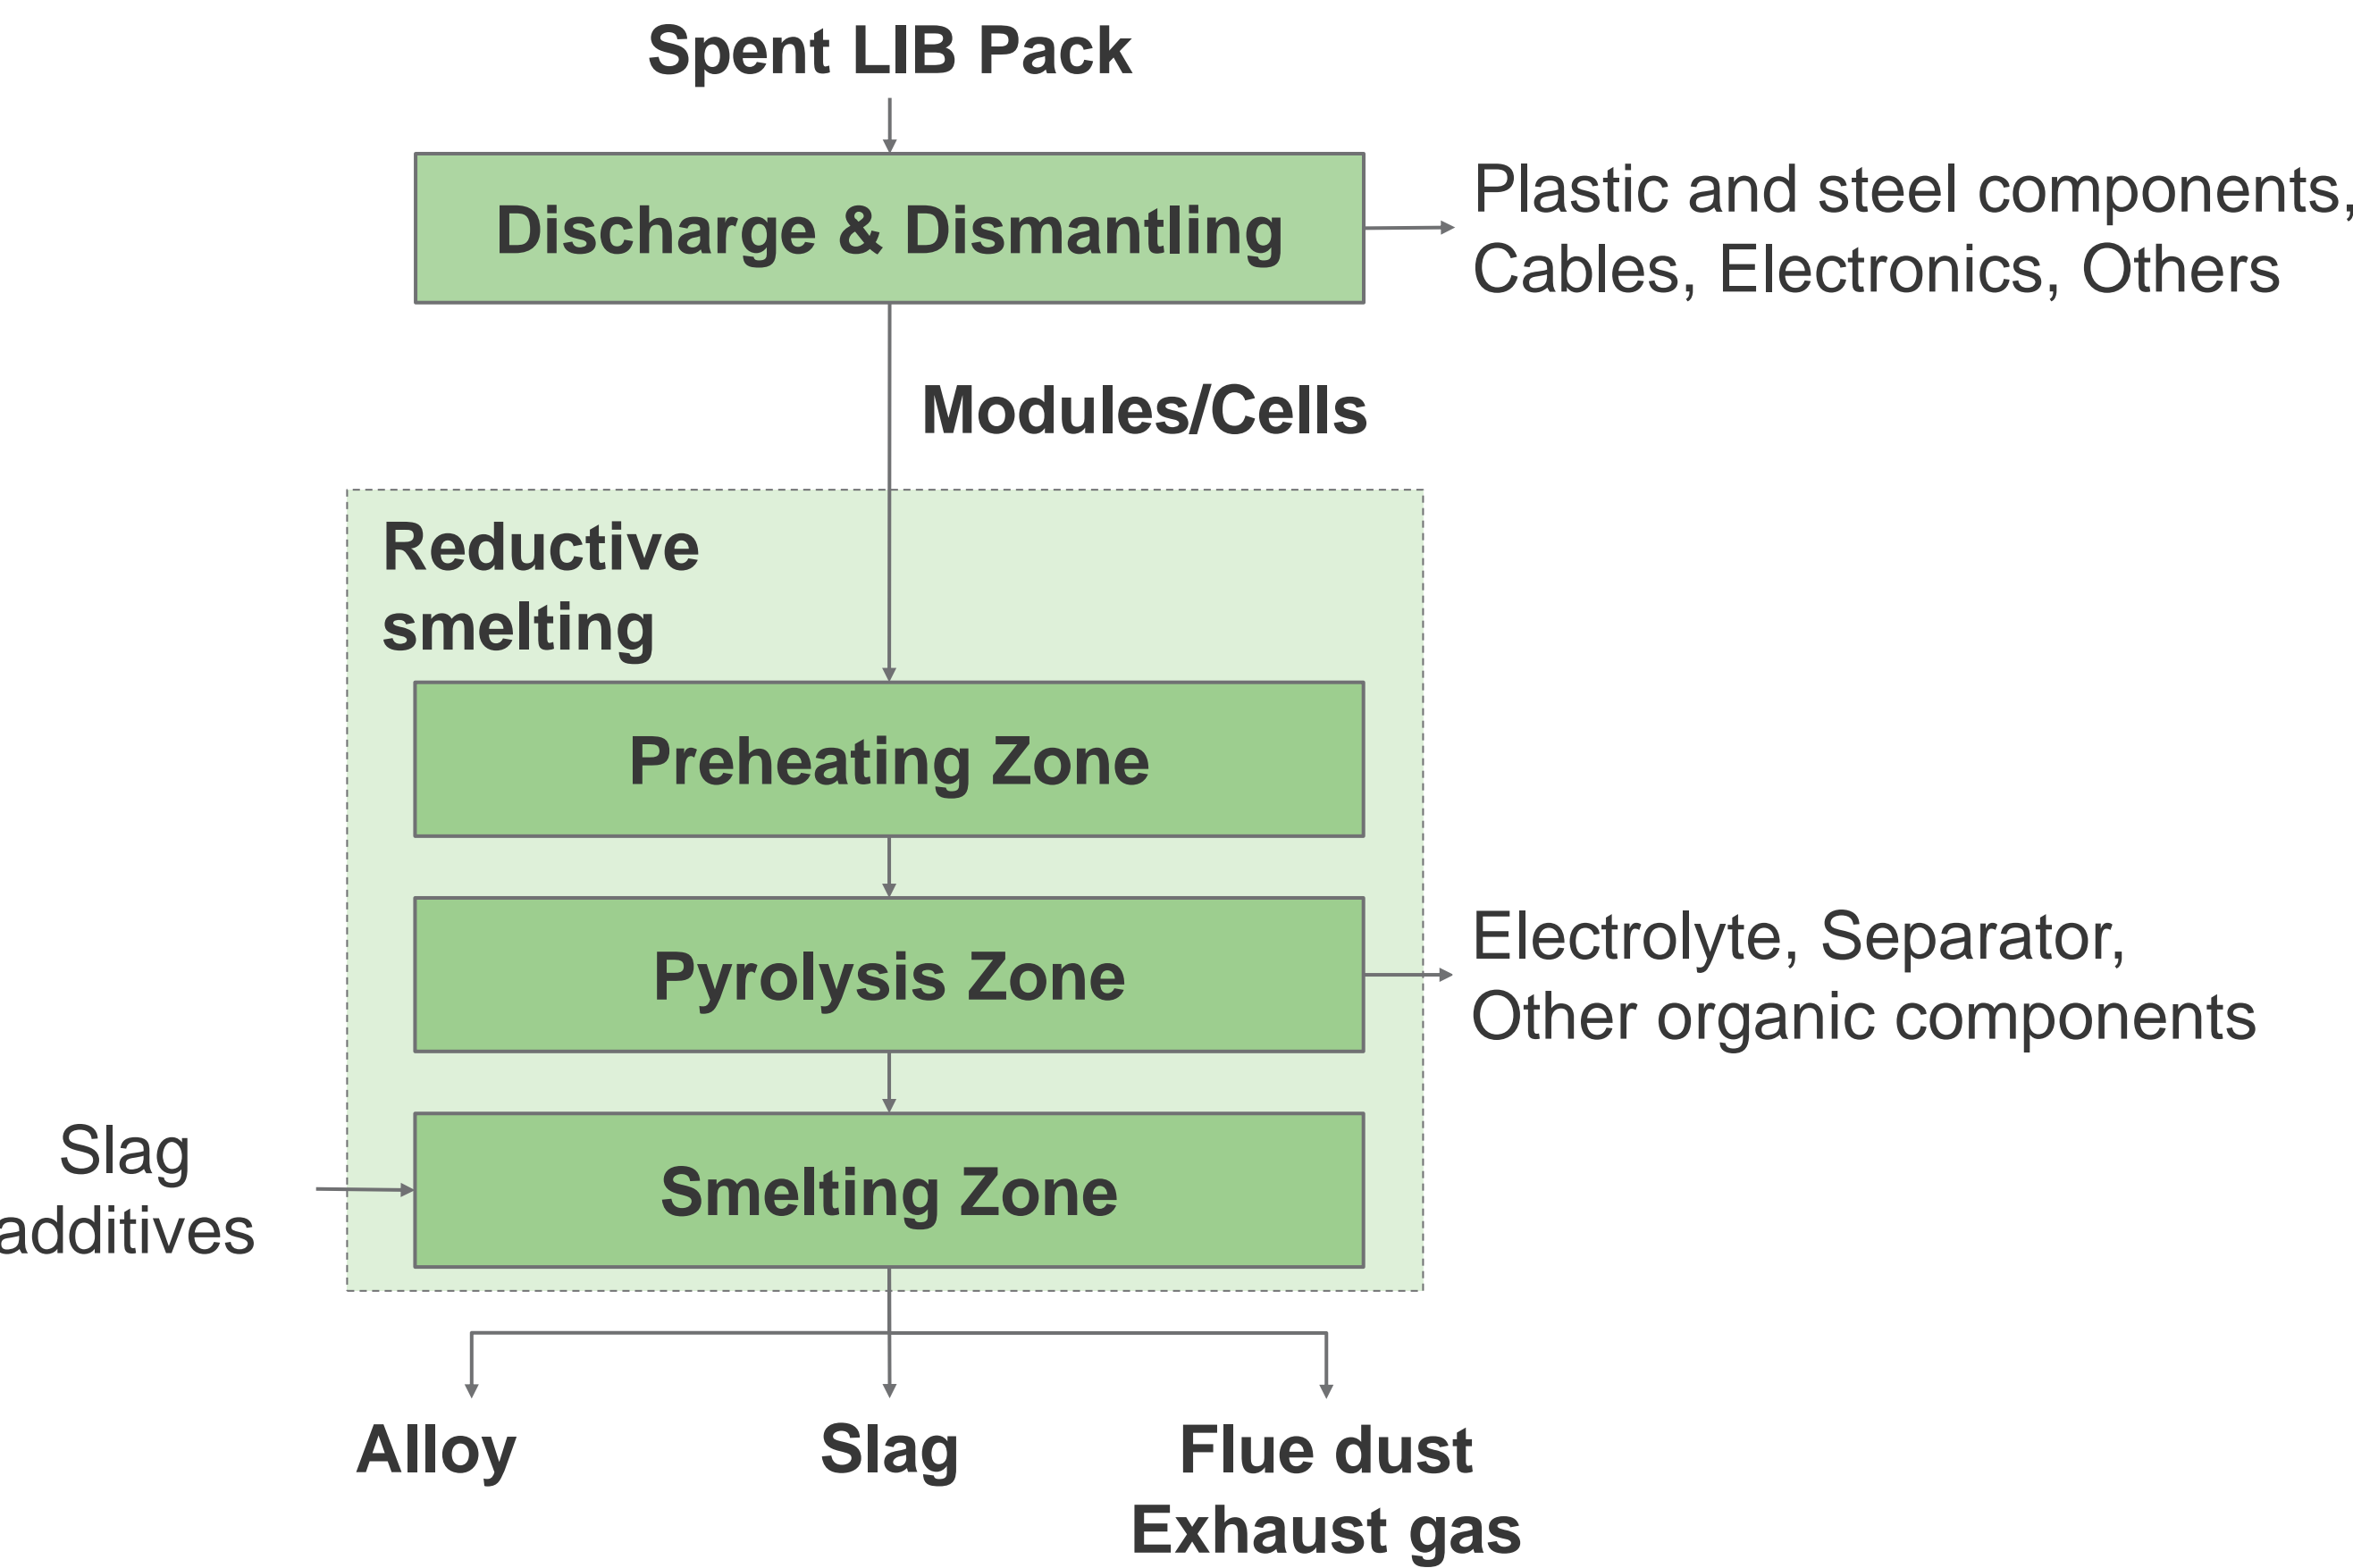 Spent LIB Pack
Discharge & Dismantling
Plastic and steel components,
Cables, Electronics, Others
Modules/Cells
Reductive
smelting
Preheating Zone
Pyrolysis Zone
Electrolyte, Separator,
Other organic components
Slag
additives
Smelting Zone
Alloy
Slag
Flue dust
Exhaust gas